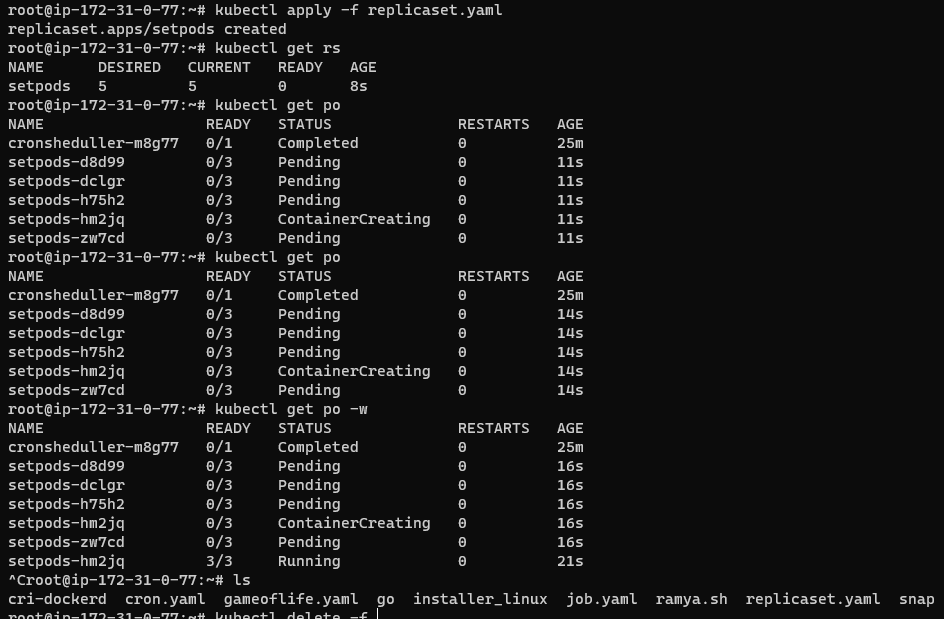 root@ip-172-31-0-77:~# kubectl apply -f replicaset.yaml
replicaset.apps/setpods created
root@ip-172-31-0-77:~# kubectl get rs
NAME      DESIRED   CURRENT   READY   AGE
setpods   5         5         0       8s
root@ip-172-31-0-77:~# kubectl get po
NAME                  READY   STATUS              RESTARTS   AGE
cronsheduller-m8g77   0/1     Completed           0          25m
setpods-d8d99         0/3     Pending             0          11s
setpods-dclgr         0/3     Pending             0          11s
setpods-h75h2         0/3     Pending             0          11s
setpods-hm2jq         0/3     ContainerCreating   0          11s
setpods-zw7cd         0/3     Pending             0          11s
root@ip-172-31-0-77:~# kubectl get po
NAME                  READY   STATUS              RESTARTS   AGE
cronsheduller-m8g77   0/1     Completed           0          25m
setpods-d8d99         0/3     Pending             0          14s
setpods-dclgr         0/3     Pending             0          14s
setpods-h75h2         0/3     Pending             0          14s
setpods-hm2jq         0/3     ContainerCreating   0          14s
setpods-zw7cd         0/3     Pending             0          14s
root@ip-172-31-0-77:~# kubectl get po -w
NAME                  READY   STATUS              RESTARTS   AGE
cronsheduller-m8g77   0/1     Completed           0          25m
setpods-d8d99         0/3     Pending             0          16s
setpods-dclgr         0/3     Pending             0          16s
setpods-h75h2         0/3     Pending             0          16s
setpods-hm2jq         0/3     ContainerCreating   0          16s
setpods-zw7cd         0/3     Pending             0          16s
setpods-hm2jq         3/3     Running             0          21s
^Croot@ip-172-31-0-77:~# ls
cri-dockerd  cron.yaml  gameoflife.yaml  go  installer_linux  job.yaml  ramya.sh  replicaset.yaml  snap
root@ip-172-31-0-77:~# kubectl delete -f